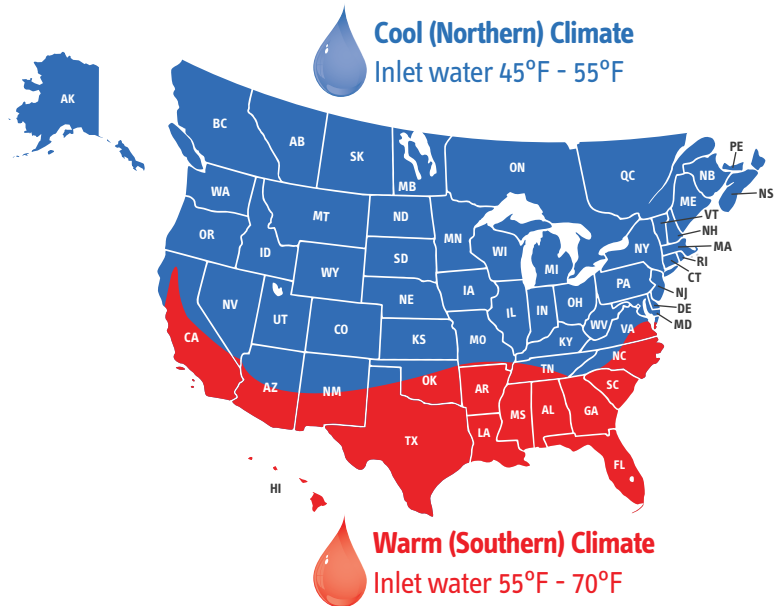 Cool (Northern) Climate
Inlet water 45°F - 55°F
AK
BC
AB
SK
MB
ON
QC
PE
NB
NS
WA
MT
ND
MN
ME
VT
NH
OR
ID
WY
SD
WI
MI
NY
MA
RI
CT
NV
UT
CO
NE
IA
IL
IN
OH
PA
NJ
DE
MD
CA
KS
MO
KY
WV
VA
AZ
NM
OK
AR
TN
NC
SC
TX
LA
MS
AL
GA
FL
HI
Warm (Southern) Climate
Inlet water 55°F - 70°F